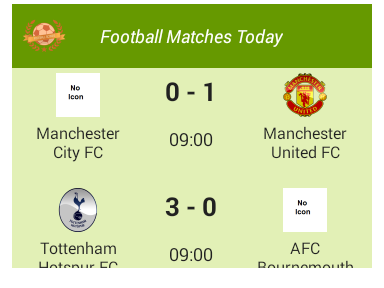 Football Matches Today
No
Icon
0 - 1
Manchester
City FC
09:00
Manchester
United FC
3 - 0
No
Icon
Tottenham
Hotspur FC
09:00
AFC
Bournemouth